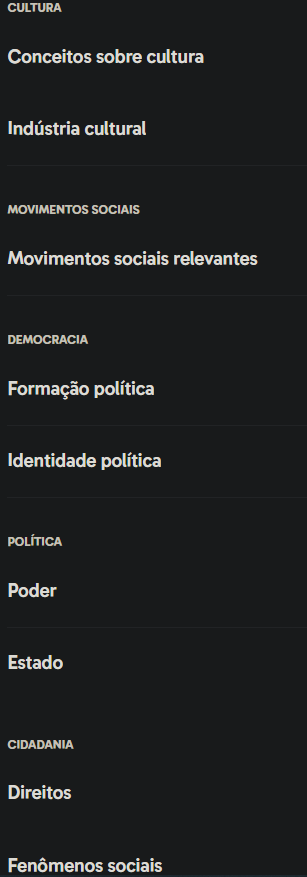 CULTURA
Conceitos sobre cultura
Indústria cultural
MOVIMENTOS SOCIAIS
Movimentos sociais relevantes
DEMOCRACIA
Formação política
Identidade política
POLÍTICA
Poder
Estado
CIDADANIA
Direitos
Fenômenos sociais